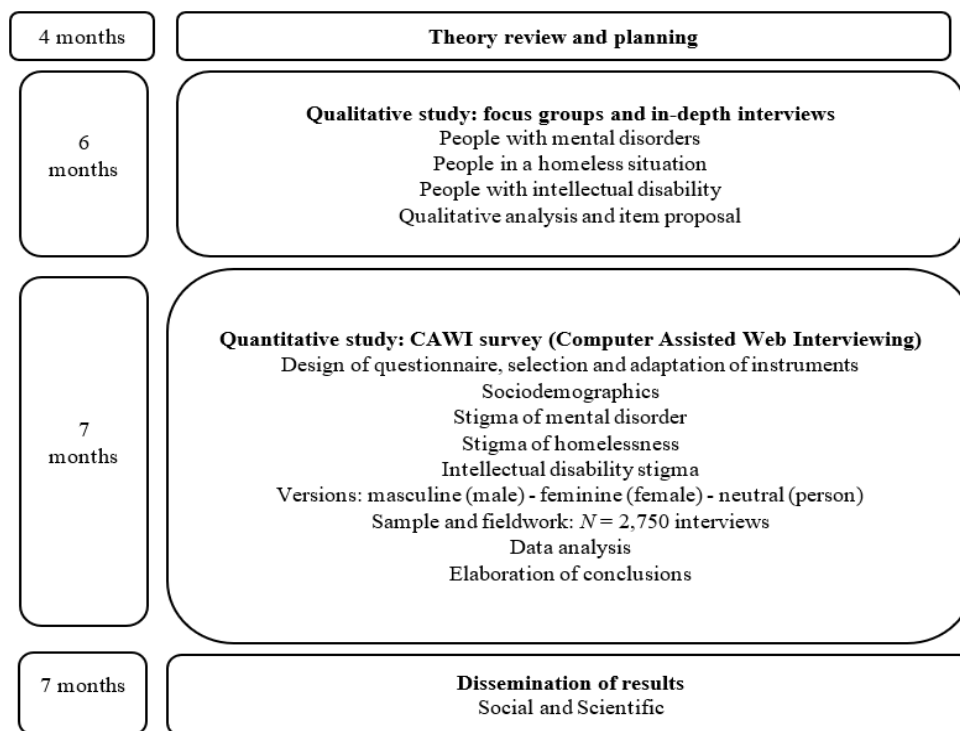 4 months
Theory review and planning
6
months
Qualitative study: focus groups and in-depth interviews
People with mental disorders
People in a homeless situation
People with intellectual disability
Qualitative analysis and item proposal
7
months
Quantitative study: CAWI survey (Computer Assisted Web Interviewing)
Design of questionnaire, selection and adaptation of instruments
Sociodemographics
Stigma of mental disorder
Stigma of homelessness
Intellectual disability stigma
Versions: masculine (male) - feminine (female) - neutral (person)
Sample and fieldwork: N = 2,750 interviews
Data analysis
Elaboration of conclusions
7 months
Dissemination of results
Social and Scientific